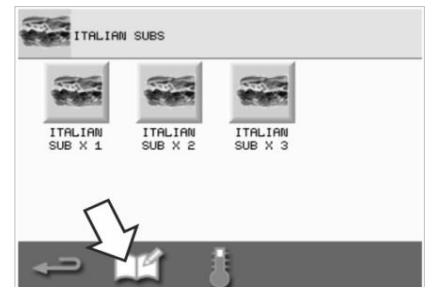 ITALIAN SUBS
ITALIAN SUB X 1
ITALIAN SUB X 2
ITALIAN SUB X 3